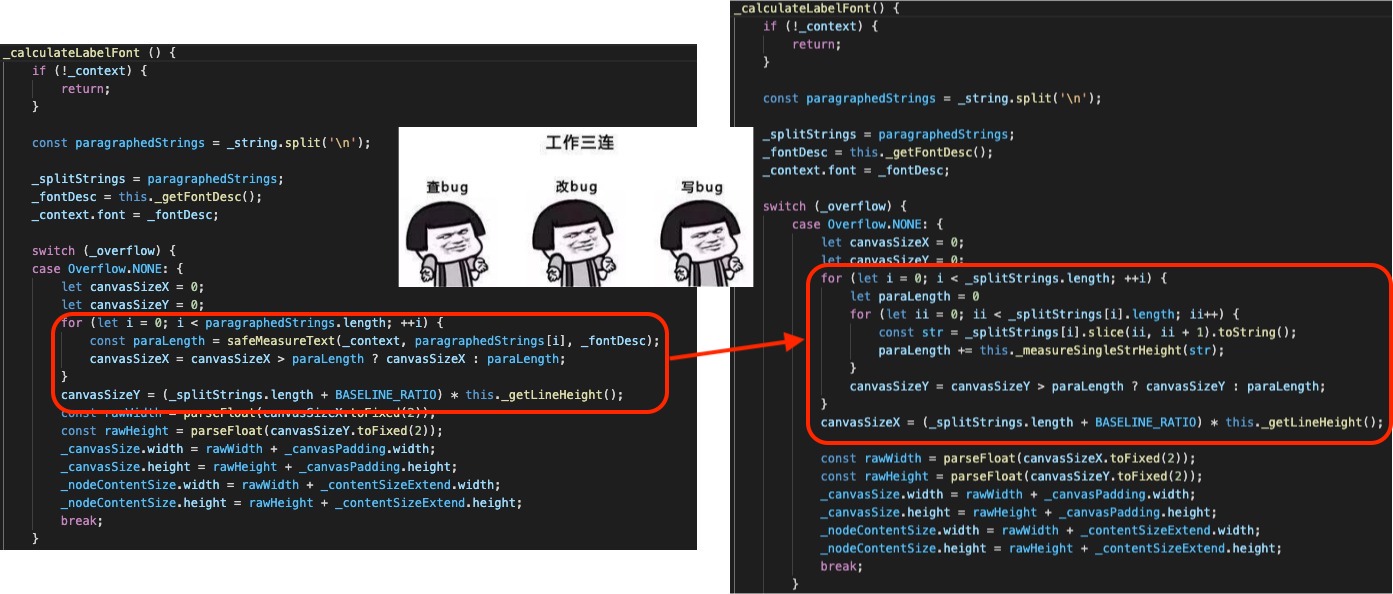 _calculateLabelFont () {
if (!_context) {
return;
}
const paragraphedStrings = _string.split('\n');
_splitStrings = paragraphedStrings;
_fontDesc = this._getFontDesc();
_context.font = _fontDesc;
switch (_overflow) {
case Overflow.NONE: {
let canvasSizeX = 0;
let canvasSizeY = 0;
for (let i = 0; i < paragraphedStrings.length; ++i) {
const paraLength = safeMeasureText(_context, paragraphedStrings[i], _fontDesc);
canvasSizeX = canvasSizeX > paraLength ? canvasSizeX : paraLength;
}
canvasSizeY = (_splitStrings.length + BASELINE_RATIO) * this._getLineHeight();
const rawWidth = parseFloat(canvasSizeX.toFixed(2));
const rawHeight = parseFloat(canvasSizeY.toFixed(2));
_canvasSize.width = rawWidth + _canvasPadding.width;
_canvasSize.height = rawHeight + _canvasPadding.height;
_nodeContentSize.width = rawWidth + _contentSizeExtend.width;
_nodeContentSize.height = rawHeight + _contentSizeExtend.height;
break;
}
工作三连
查bug 改bug 写bug
_calculateLabelFont() {
if (!_context) {
return;
}
const paragraphedStrings = _string.split('\n');
_splitStrings = paragraphedStrings;
_fontDesc = this._getFontDesc();
_context.font = _fontDesc;
switch (_overflow) {
case Overflow.NONE: {
let canvasSizeX = 0;
let canvasSizeY = 0;
for (let i = 0; i < _splitStrings.length; ++i) {
let paraLength = 0
for (let ii = 0; ii < _splitStrings[i].length; ii++) {
const str = _splitStrings[i].slice(ii, ii + 1).toString();
paraLength += this._measureSingleStrHeight(str);
}
canvasSizeY = canvasSizeY > paraLength ? canvasSizeY : paraLength;
}
canvasSizeX = (_splitStrings.length + BASELINE_RATIO) * this._getLineHeight();
const rawWidth = parseFloat(canvasSizeX.toFixed(2));
const rawHeight = parseFloat(canvasSizeY.toFixed(2));
_canvasSize.width = rawWidth + _canvasPadding.width;
_canvasSize.height = rawHeight + _canvasPadding.height;
_nodeContentSize.width = rawWidth + _contentSizeExtend.width;
_nodeContentSize.height = rawHeight + _contentSizeExtend.height;
break;
}